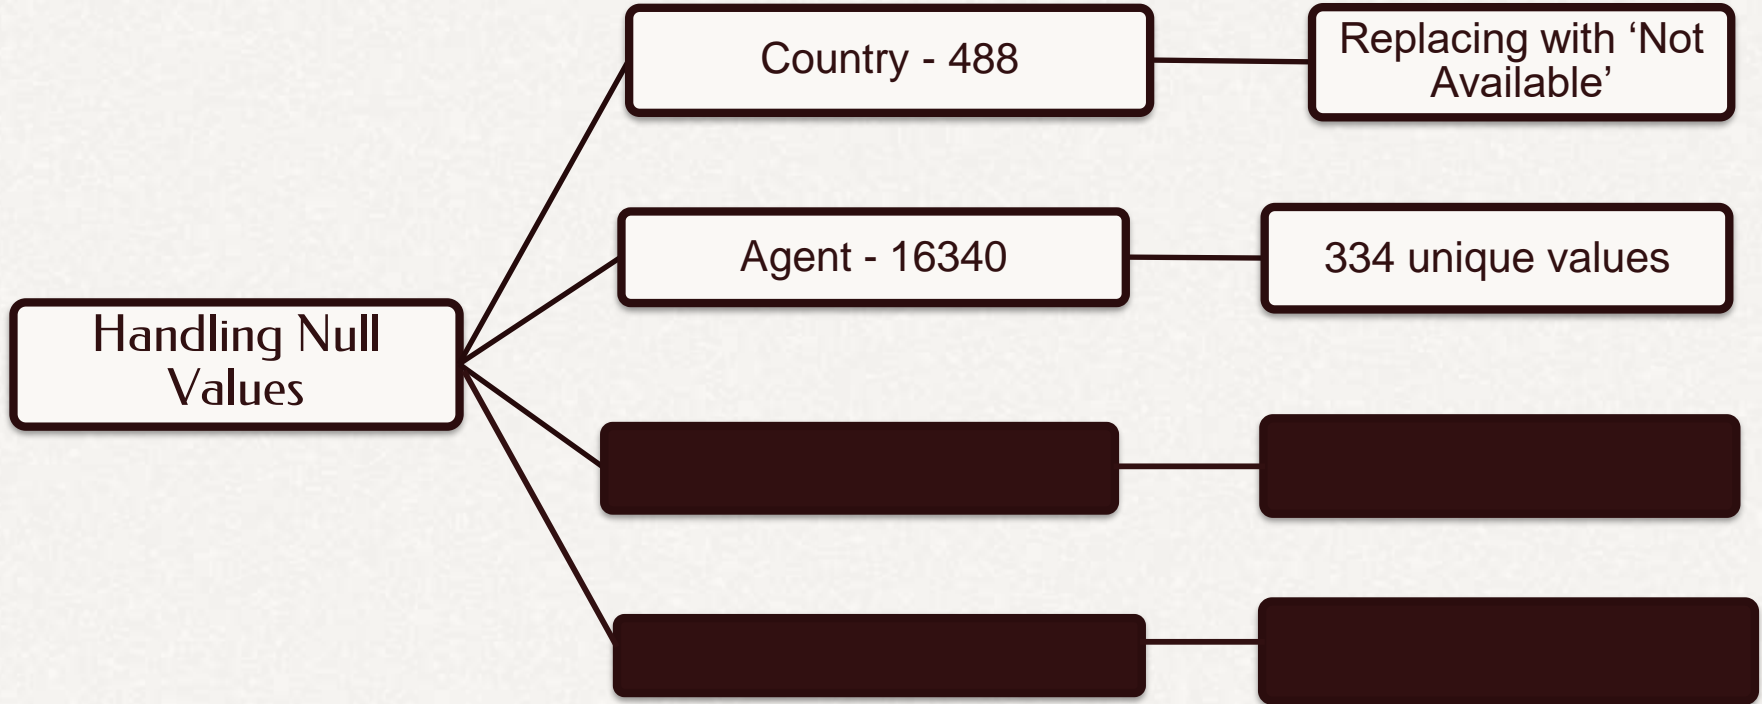 Country - 488
Replacing with ‘Not
Available’
Agent - 16340
334 unique values
Handling Null
Values